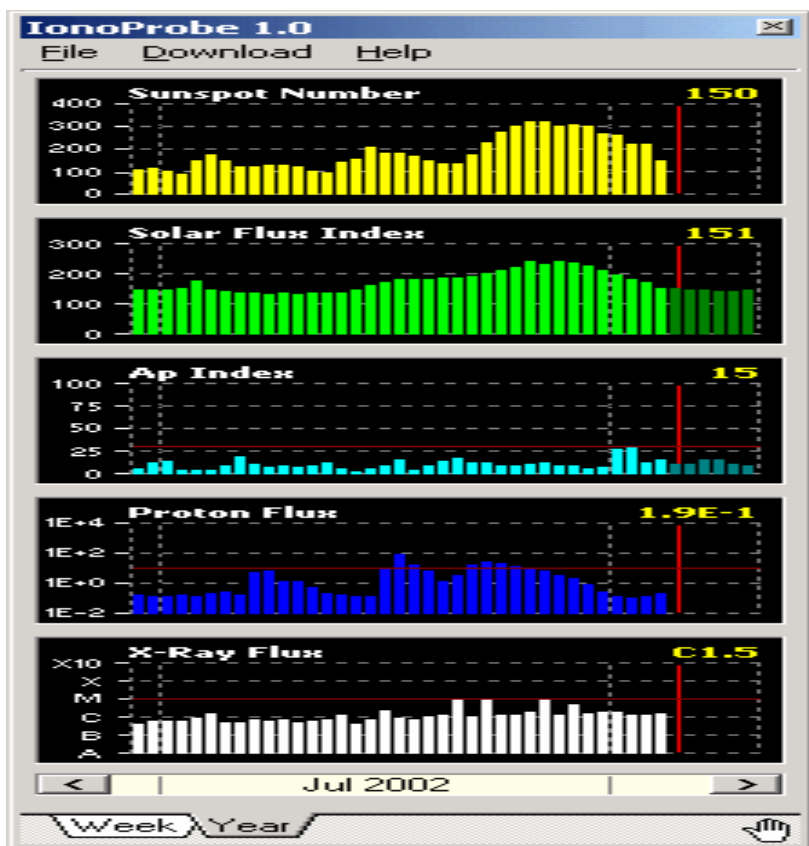 IonoProbe 1.0
File Download Help
Sunspot Number 150
400
300
200
100
0
Solar Flux Index 151
300
200
100
0
Ap Index 15
100
75
50
25
0
Proton Flux 1.9E-1
1E+4
1E+2
1E+0
1E-2
X-Ray Flux C1.5
X10
X
M
C
B
A
< Jul 2002 >
Week Year